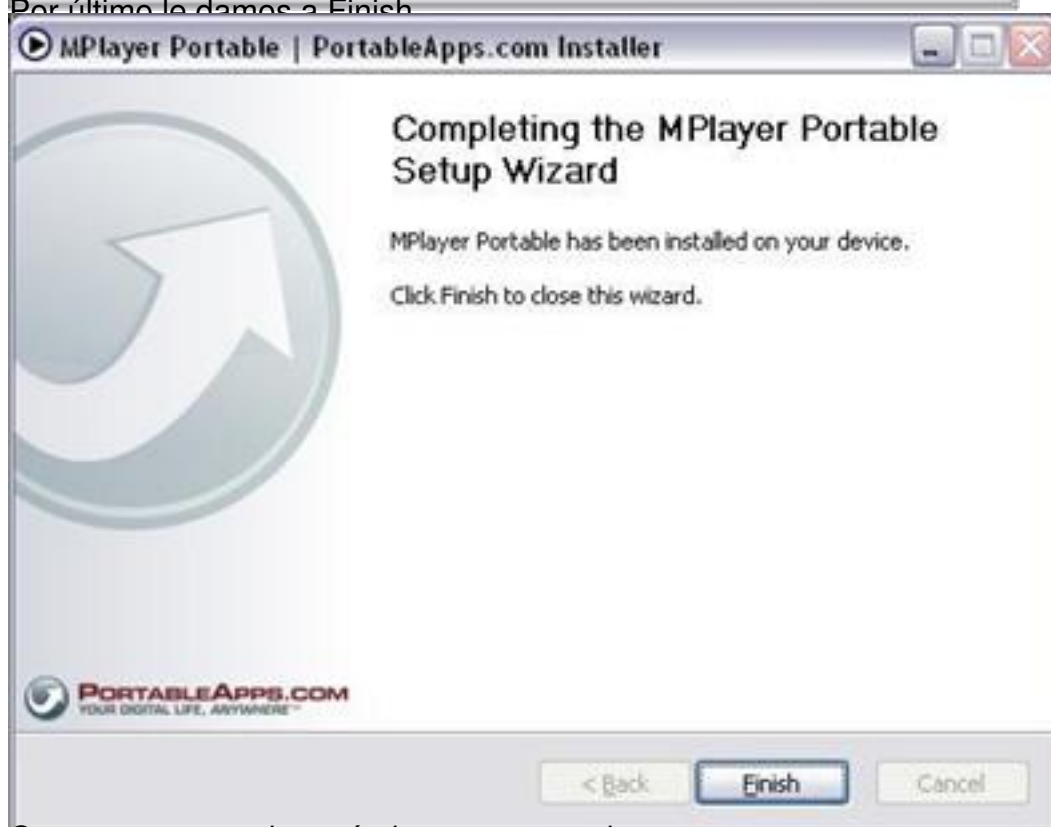 Por último le damos a Finish
MPlayer Portable | PortableApps.com Installer
Completing the MPlayer Portable
Setup Wizard
MPlayer Portable has been installed on your device.
Click Finish to close this wizard.
PORTABLEAPPS.COM
YOUR DIGITAL LIFE, ANYWHERE™
< Back
Finish
Cancel